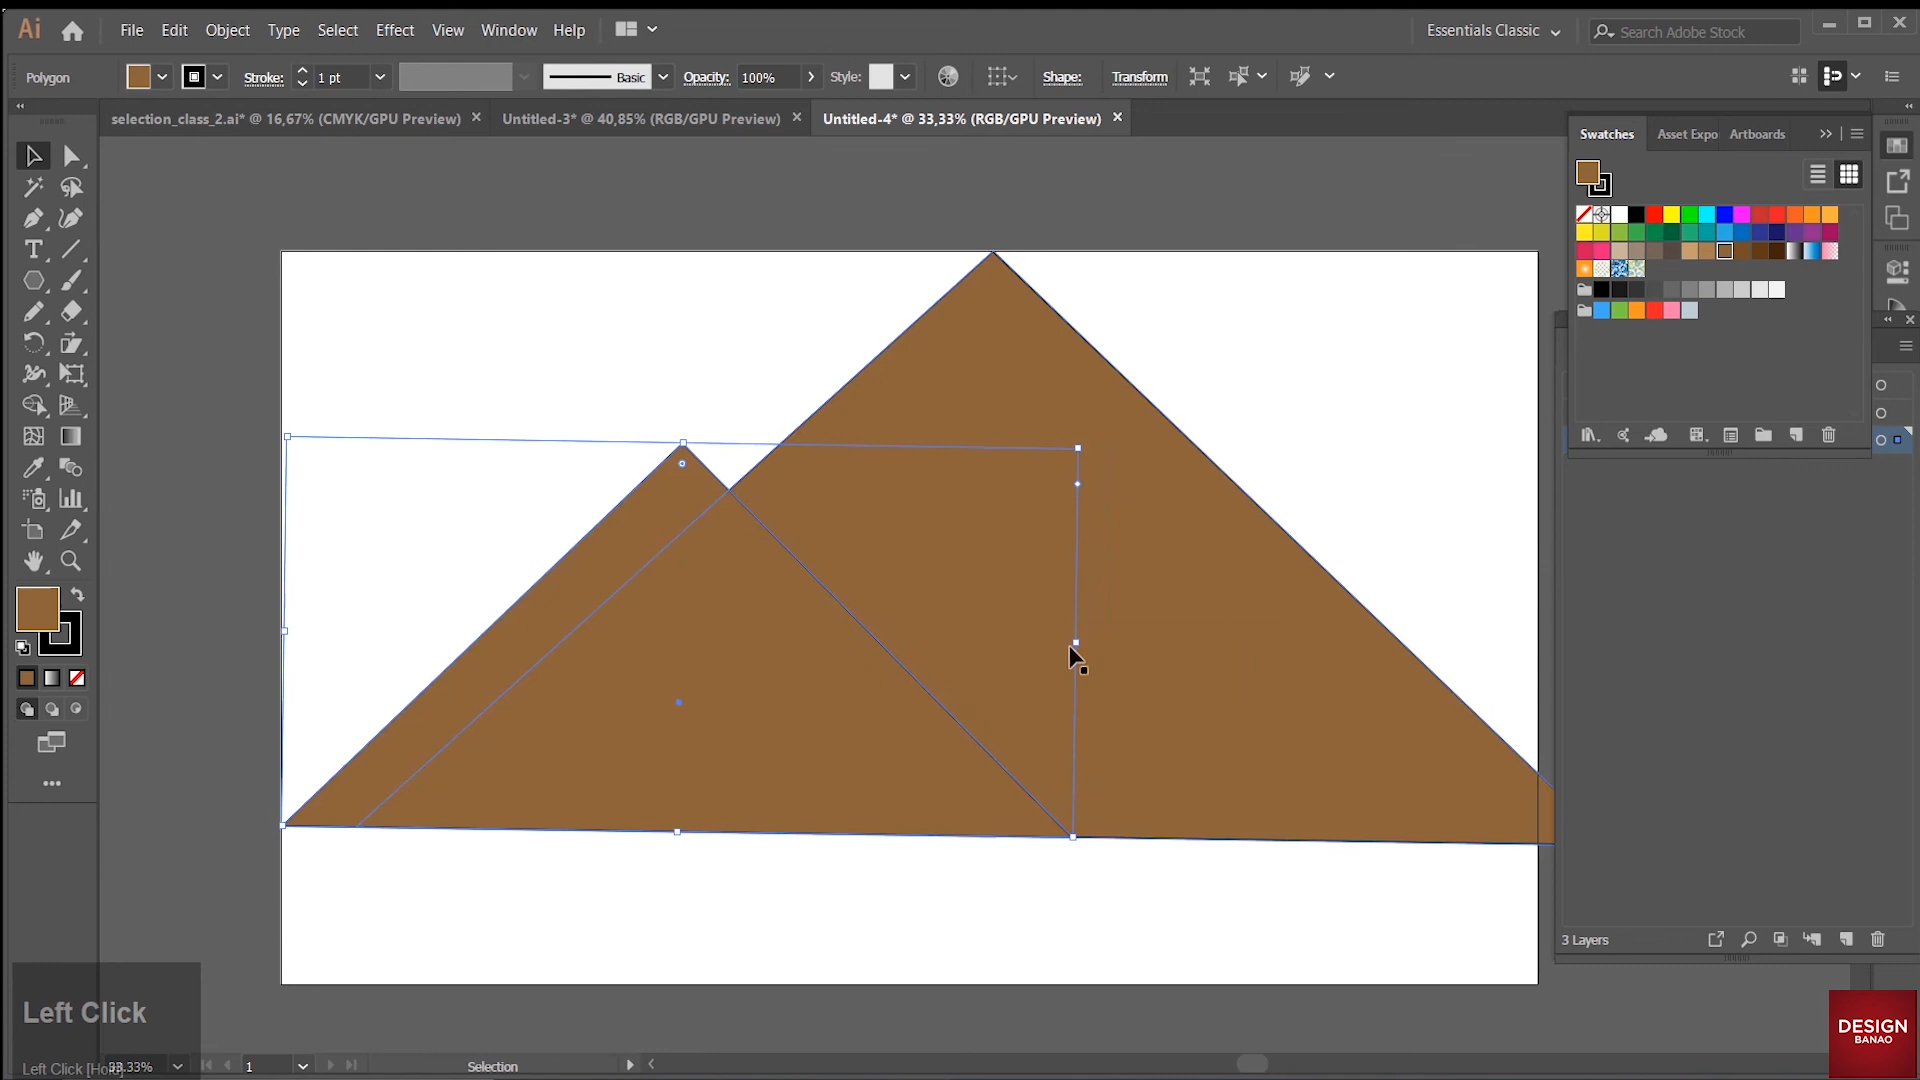 Ai File Edit Object Type Select Effect View Window Help Essentials Classic Search Adobe Stock
Polygon Stroke: 1 pt Basic Opacity: 100% Style: Shape: Transform
selection_class_2.ai* @ 16,67% (CMYK/GPU Preview) × Untitled-3* @ 40,85% (RGB/GPU Preview) × Untitled-4* @ 33,33% (RGB/GPU Preview) ×
Swatches Asset Expo Artboards
3 Layers
Left Click
Left Click [Hold]
33.33% 1 Selection
DESIGN
BANAO